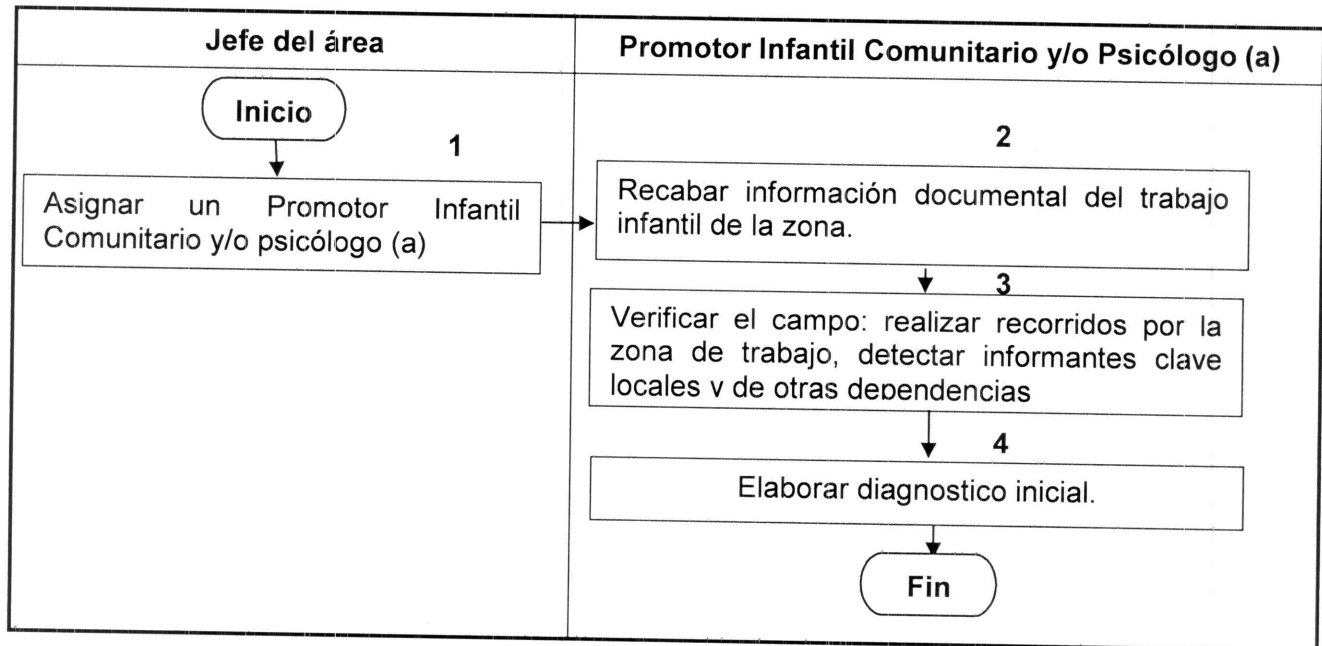 Jefe del área
Promotor Infantil Comunitario y/o Psicólogo (a)
Inicio
1
Asignar un Promotor Infantil
Comunitario y/o psicólogo (a)
2
Recabar información documental del trabajo
infantil de la zona.
3
Verificar el campo: realizar recorridos por la
zona de trabajo, detectar informantes clave
locales y de otras dependencias
4
Elaborar diagnostico inicial.
Fin